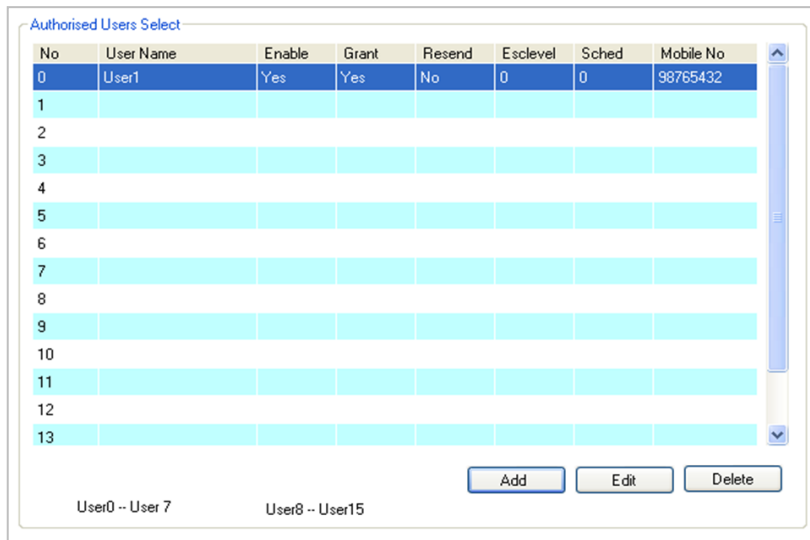 Authorised Users Select
No User Name Enable Grant Resend Esclevel Sched Mobile No
0 User1 Yes Yes No 0 0 98765432
1
2
3
4
5
6
7
8
9
10
11
12
13
Add Edit Delete
User0 -- User 7 User8 -- User15